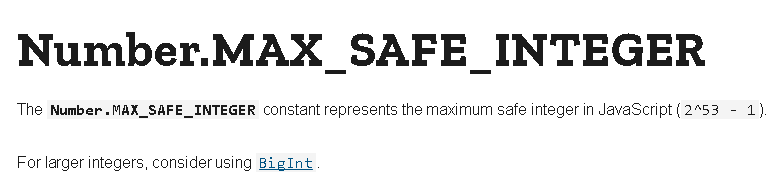 Number.MAX_SAFE_INTEGER
The Number.MAX_SAFE_INTEGER constant represents the maximum safe integer in JavaScript (2^53 - 1).
For larger integers, consider using BigInt.